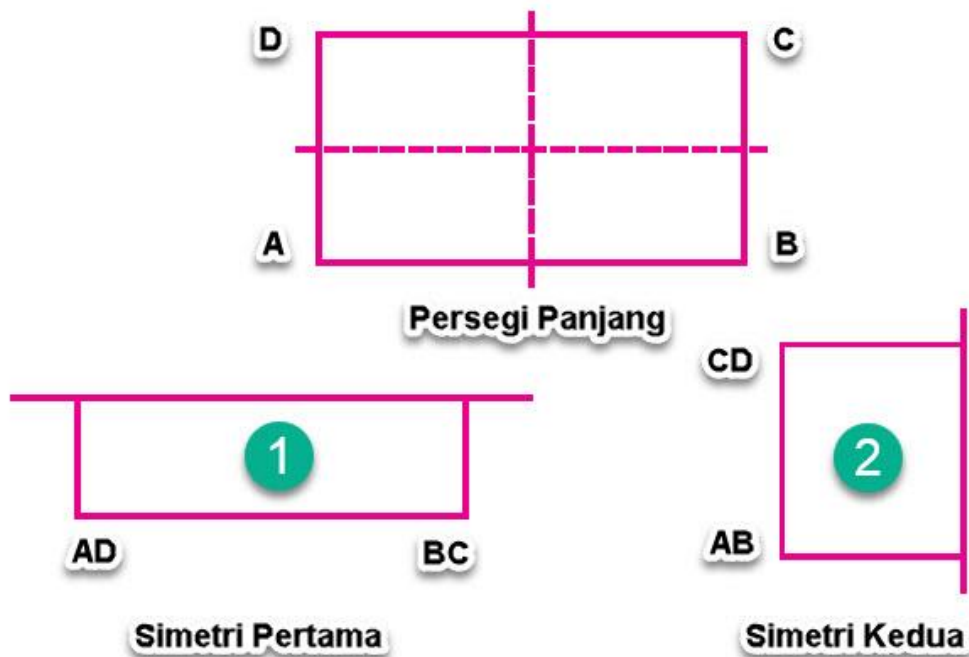 D C
A B
Persegi Panjang
CD
1
2
AD BC
AB
Simetri Pertama
Simetri Kedua